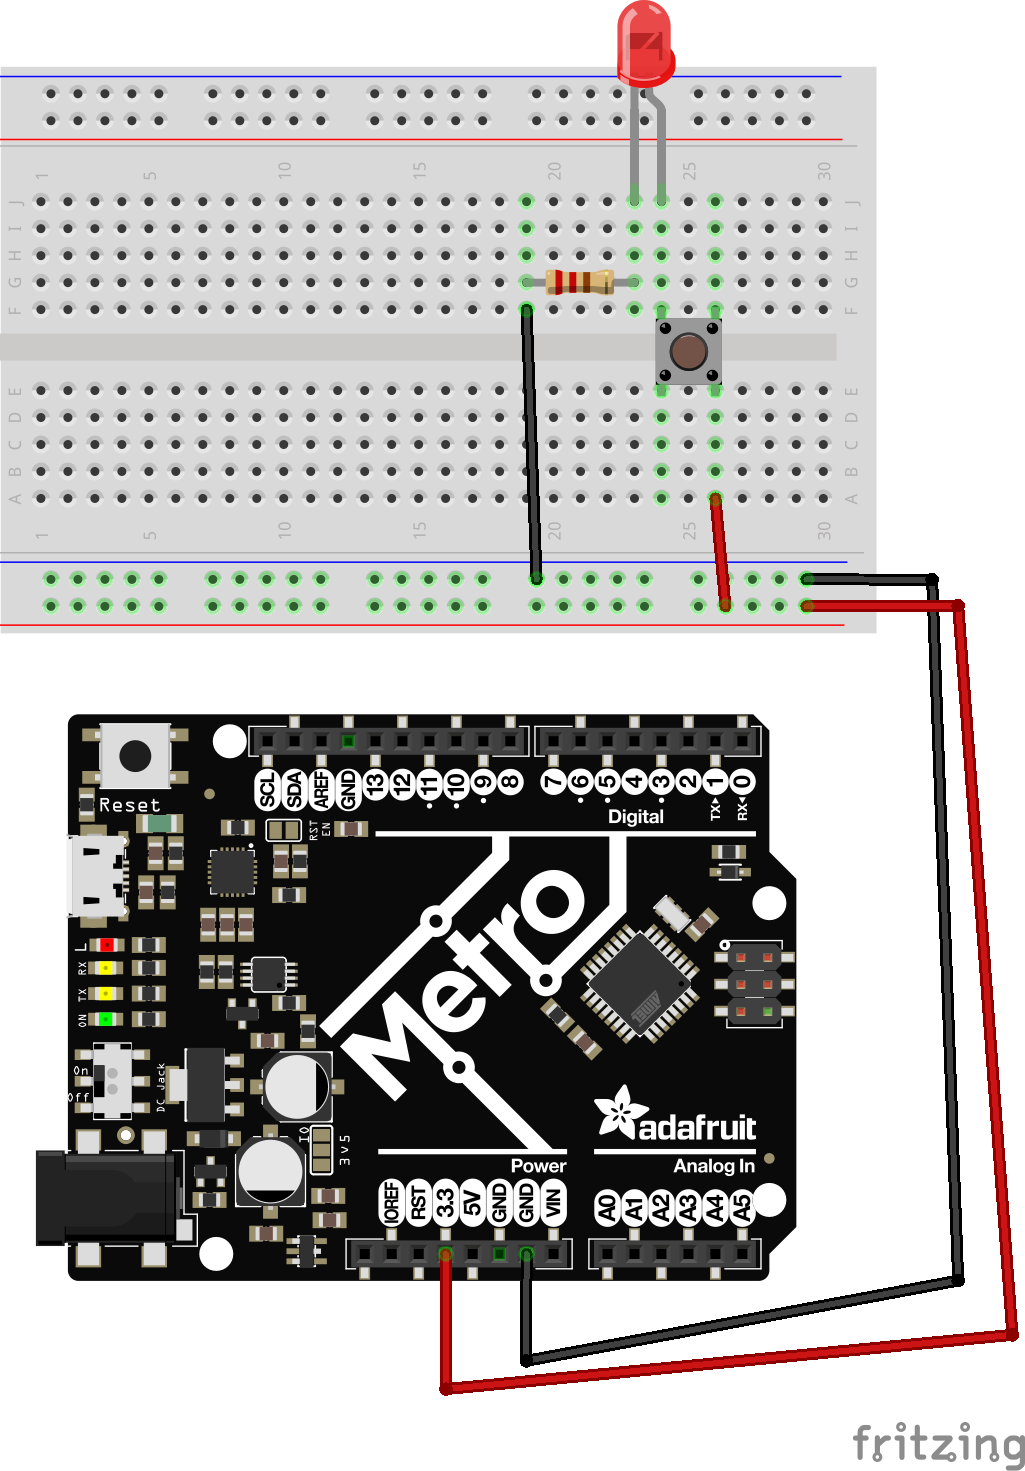 1 5 10 15 20 25 30
J J
I I
H H
G G
F F
E E
D D
C C
B B
A A
1 5 10 15 20 25 30
SCL SDA AREF GND 13 12 11 10 9 8 7 6 5 4 3 2 1 0
TX RX
Digital
Reset
RST
EN
Metro
L
RX
TX
ON
On
Off
DC Jack
ATMEL
IO
3v5
adafruit
Power
Analog In
IOREF RST 3.3 5V GND GND VIN A0 A1 A2 A3 A4 A5
fritzing